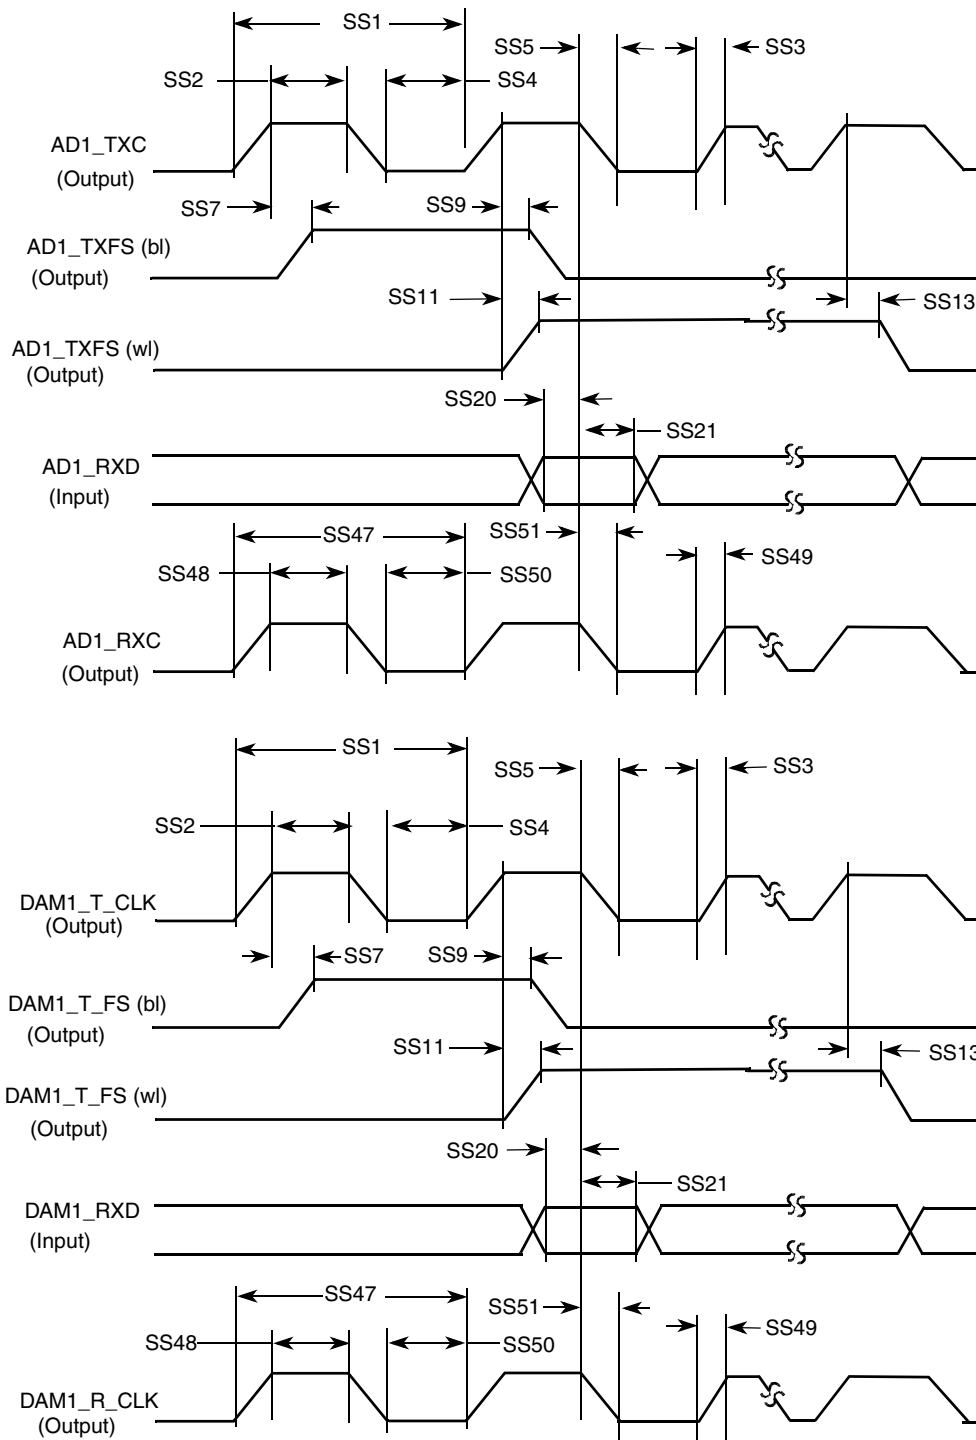 SS1
SS5
SS3
SS2
SS4
AD1_TXC
(Output)
SS7
SS9
AD1_TXFS (bl)
(Output)
SS11
SS13
AD1_TXFS (wl)
(Output)
SS20
SS21
AD1_RXD
(Input)
SS47
SS51
SS49
SS48
SS50
AD1_RXC
(Output)
SS1
SS5
SS3
SS2
SS4
DAM1_T_CLK
(Output)
SS7
SS9
DAM1_T_FS (bl)
(Output)
SS11
SS13
DAM1_T_FS (wl)
(Output)
SS20
SS21
DAM1_RXD
(Input)
SS47
SS51
SS49
SS48
SS50
DAM1_R_CLK
(Output)